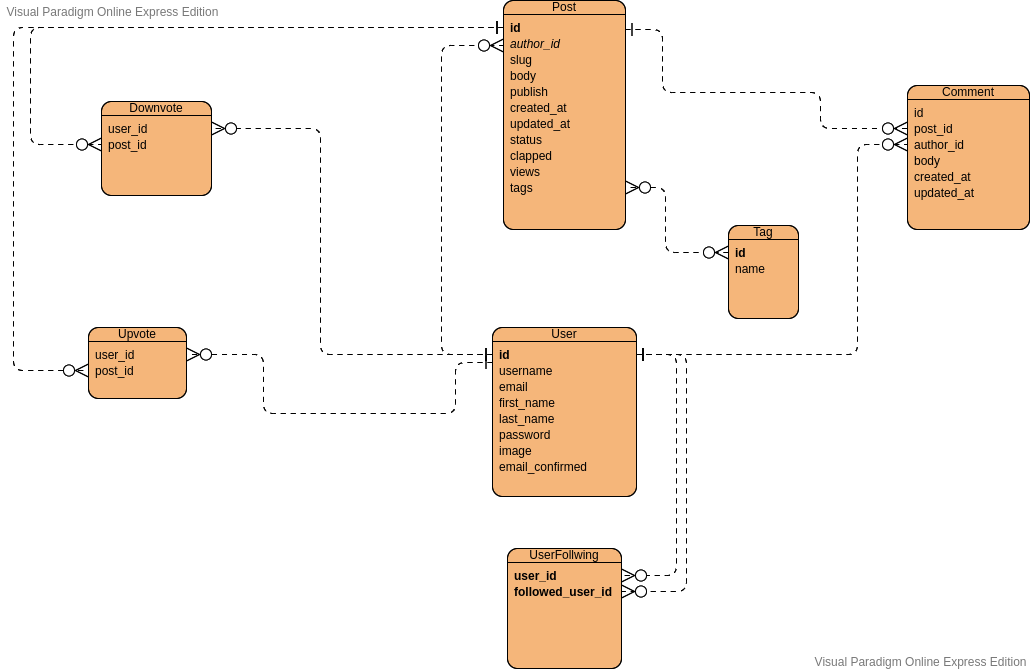 Visual Paradigm Online Express Edition
Post
id
author_id
slug
body
publish
created_at
updated_at
status
clapped
views
tags
Downvote
user_id
post_id
Comment
id
post_id
author_id
body
created_at
updated_at
Tag
id
name
Upvote
user_id
post_id
User
id
username
email
first_name
last_name
password
image
email_confirmed
UserFollwing
user_id
followed_user_id
Visual Paradigm Online Express Edition